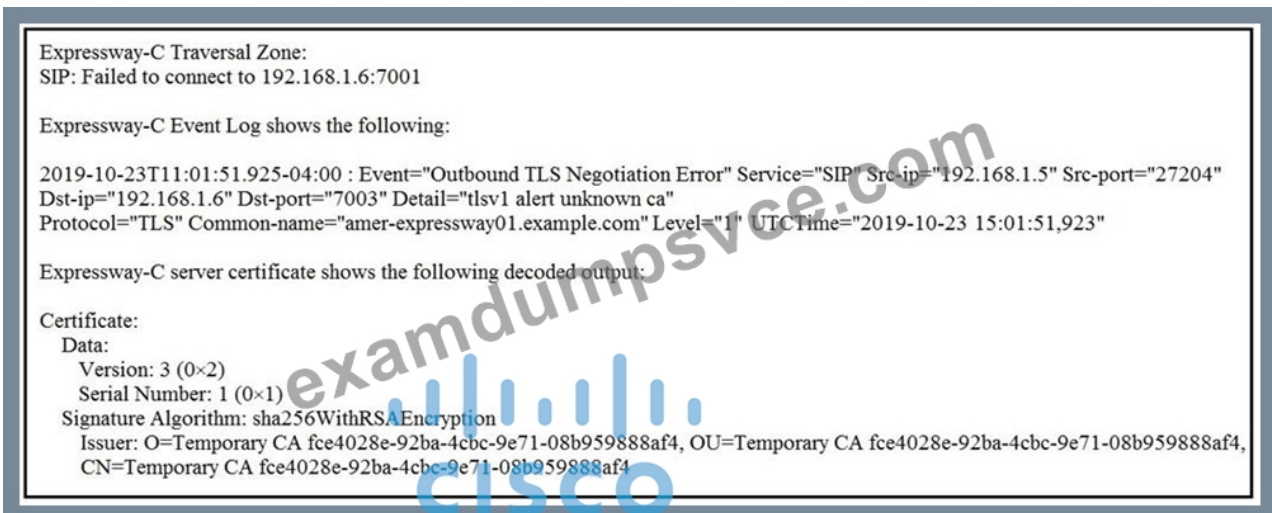 Expressway-C Traversal Zone:
SIP: Failed to connect to 192.168.1.6:7001
Expressway-C Event Log shows the following:
2019-10-23T11:01:51.925-04:00 : Event="Outbound TLS Negotiation Error" Service="SIP" Src-ip="192.168.1.5" Src-port="27204"
Dst-ip="192.168.1.6" Dst-port="7003" Detail="tlsv1 alert unknown ca"
Protocol="TLS" Common-name="amer-expressway01.example.com" Level="1" UTCTime="2019-10-23 15:01:51,923"
Expressway-C server certificate shows the following decoded output:
Certificate:
Data:
Version: 3 (0×2)
Serial Number: 1 (0×1)
Signature Algorithm: sha256WithRSAEncryption
Issuer: O=Temporary CA fce4028e-92ba-4cbc-9e71-08b959888af4, OU=Temporary CA fce4028e-92ba-4cbc-9e71-08b959888af4,
CN=Temporary CA fce4028e-92ba-4cbc-9e71-08b959888af4
examdumpsvce.com
CISCO